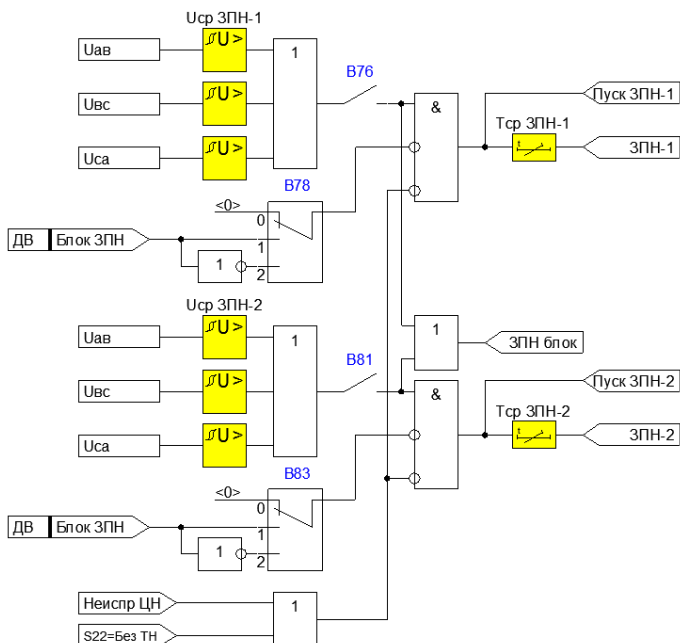 Uср ЗПН-1
Uав
U>
1
B76
Uвс
U>
&
Пуск ЗПН-1
Tср ЗПН-1
t
ЗПН-1
Uса
U>
B78
<0>
0
ДВ Блок ЗПН
1
1
2
Uср ЗПН-2
Uав
U>
1
1
ЗПН блок
B81
Uвс
U>
&
Пуск ЗПН-2
Tср ЗПН-2
t
ЗПН-2
Uса
U>
B83
<0>
0
ДВ Блок ЗПН
1
1
2
Неиспр ЦН
1
S22=Без ТН